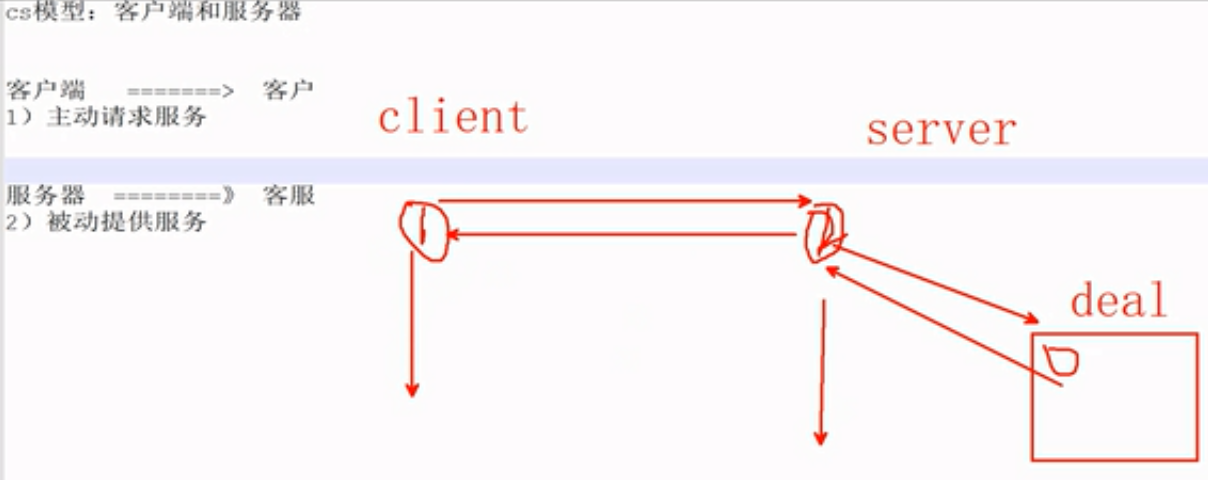 cs模型：客户端和服务器
客户端 =======> 客户
1）主动请求服务
client
server
服务器 ========》 客服
2）被动提供服务
1
2
deal